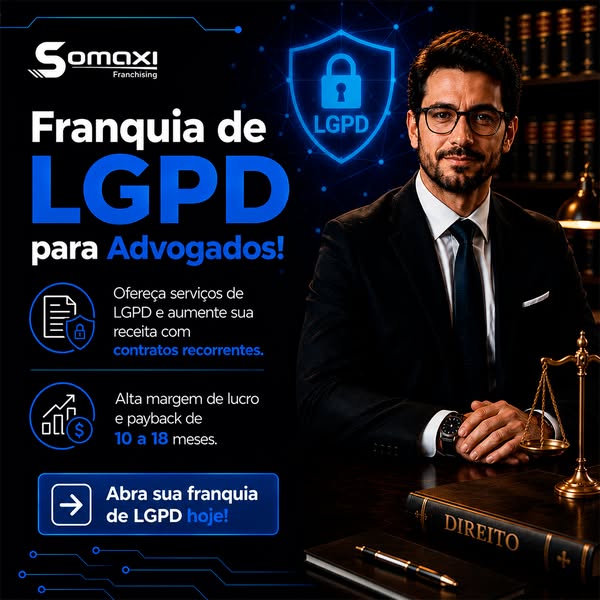 Somaxi
Franchising
LGPD
Franquia de
LGPD
para Advogados!
Ofereça serviços de
LGPD e aumente sua
receita com
contratos recorrentes.
Alta margem de lucro
e payback de
10 a 18 meses.
Abra sua franquia
de LGPD hoje!
DIREITO